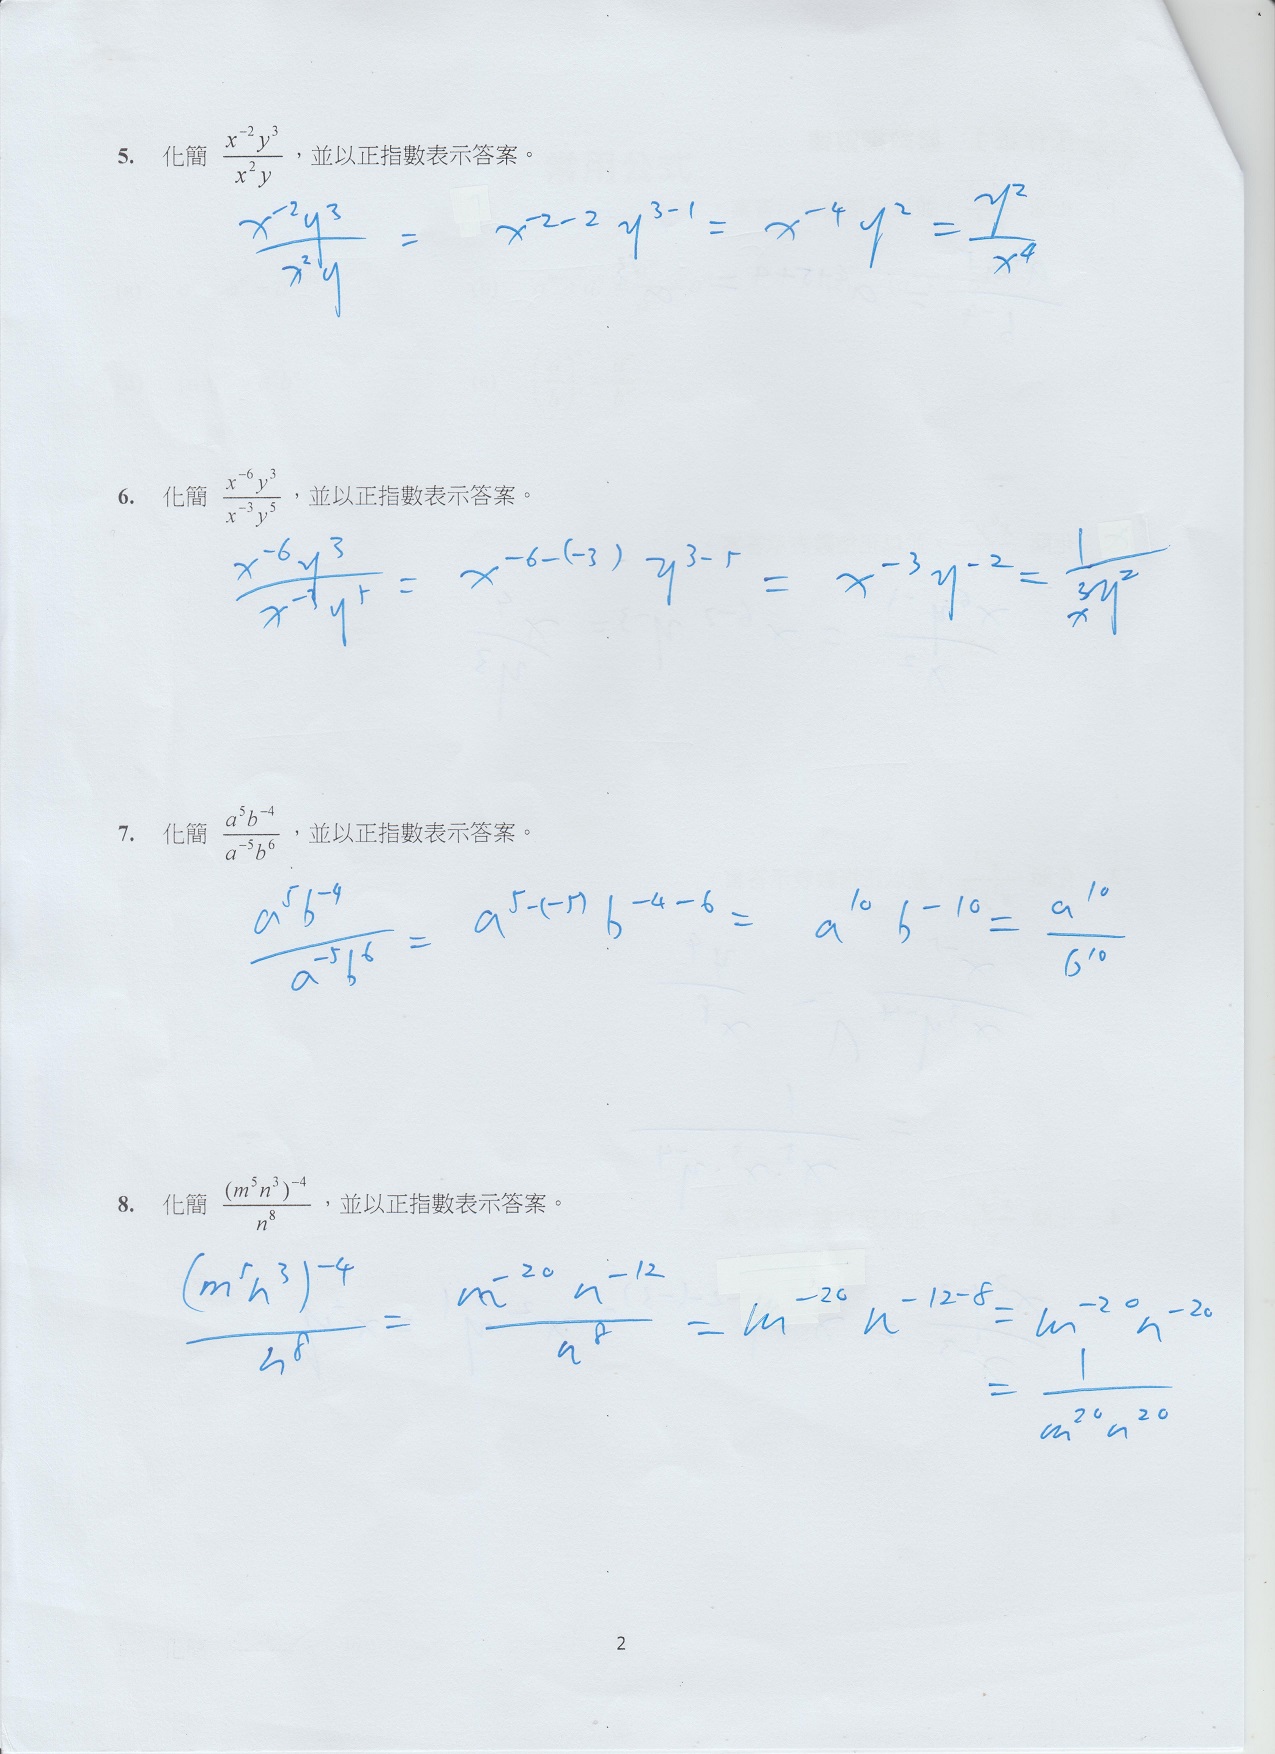 5. 化簡 \frac{x^{-2}y^{3}}{x^{2}y}，並以正指數表示答案。
\frac{x^{-2}y^{3}}{x^{2}y} = x^{-2-2} y^{3-1} = x^{-4} y^{2} = \frac{y^{2}}{x^{4}}
6. 化簡 \frac{x^{-6}y^{3}}{x^{-3}y^{5}}，並以正指數表示答案。
\frac{x^{-6}y^{3}}{x^{-3}y^{5}} = x^{-6-(-3)} y^{3-5} = x^{-3} y^{-2} = \frac{1}{x^{3}y^{2}}
7. 化簡 \frac{a^{5}b^{-4}}{a^{-5}b^{6}}，並以正指數表示答案。
\frac{a^{5}b^{-4}}{a^{-5}b^{6}} = a^{5-(-5)} b^{-4-6} = a^{10} b^{-10} = \frac{a^{10}}{b^{10}}
8. 化簡 \frac{(m^{5}n^{3})^{-4}}{n^{8}}，並以正指數表示答案。
\frac{(m^{5}n^{3})^{-4}}{n^{8}} = \frac{m^{-20} n^{-12}}{n^{8}} = m^{-20} n^{-12-8} = m^{-20} n^{-20}
= \frac{1}{m^{20}n^{20}}
2